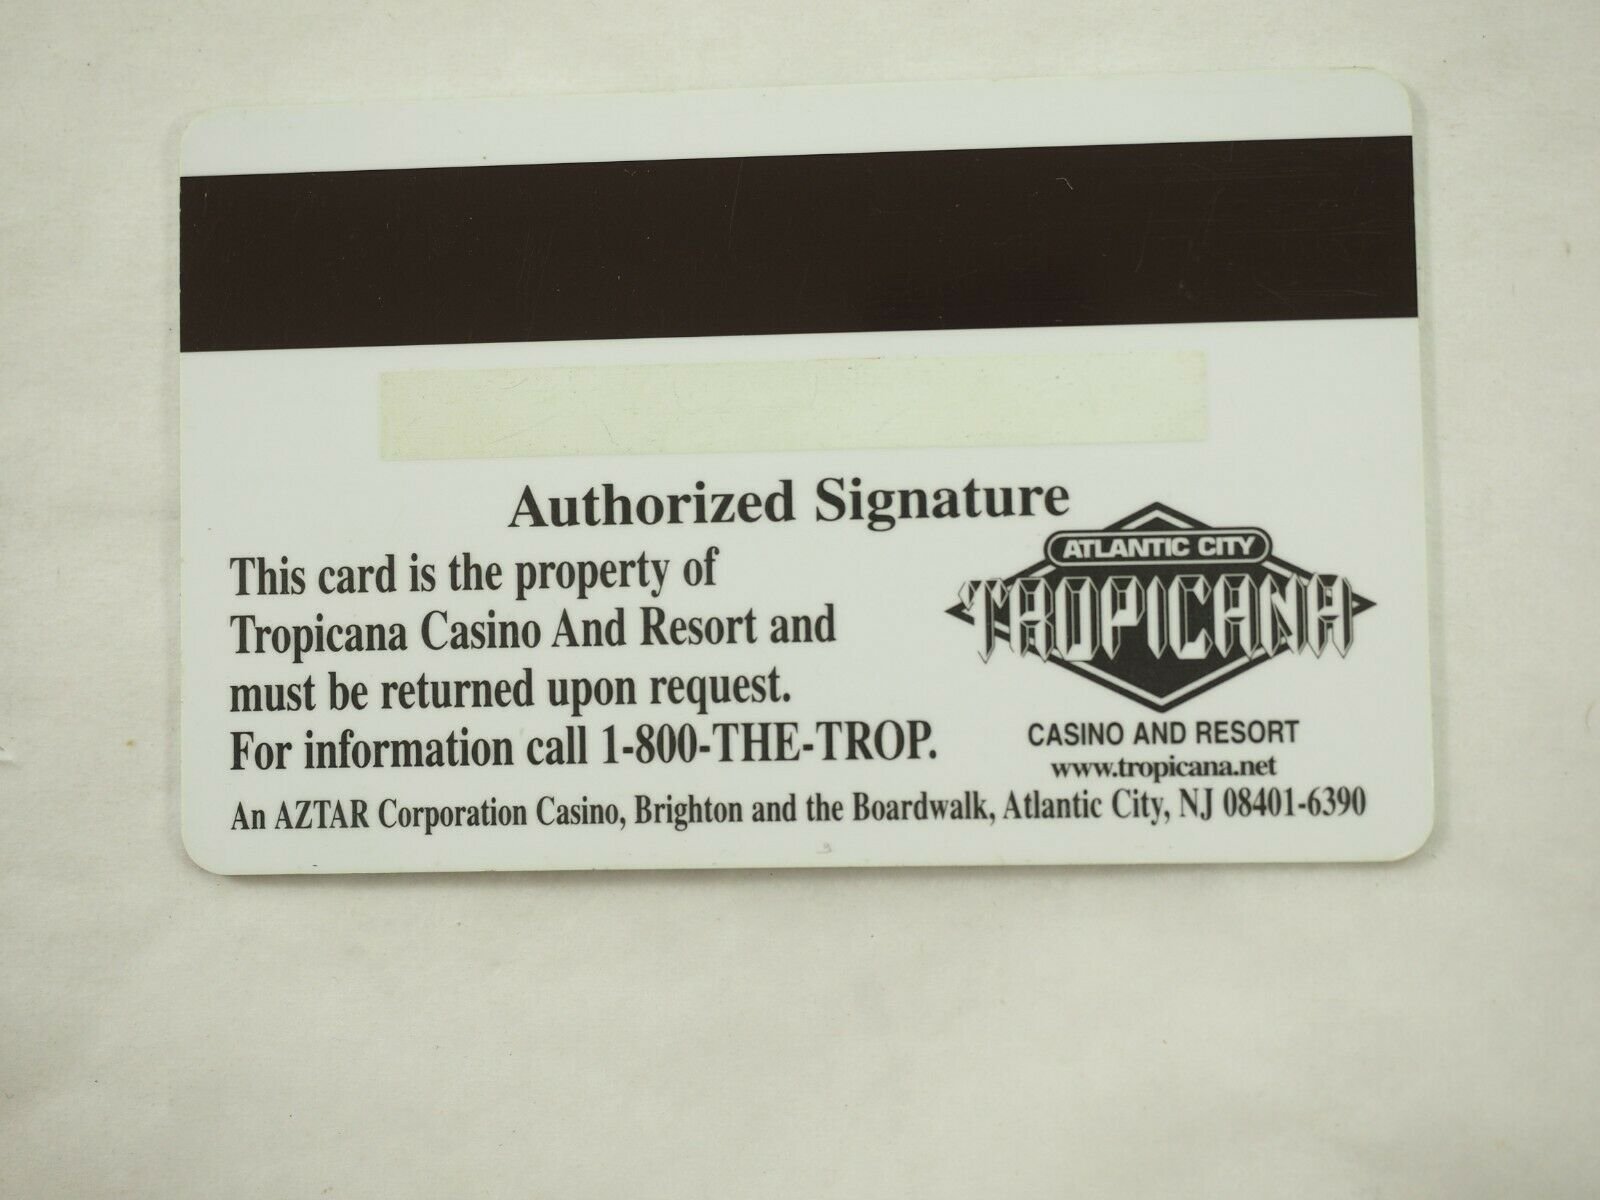 Authorized Signature
This card is the property of
Tropicana Casino And Resort and
must be returned upon request.
For information call 1-800-THE-TROP.
ATLANTIC CITY
TROPICANA
CASINO AND RESORT
www.tropicana.net
An AZTAR Corporation Casino, Brighton and the Boardwalk, Atlantic City, NJ 08401-6390